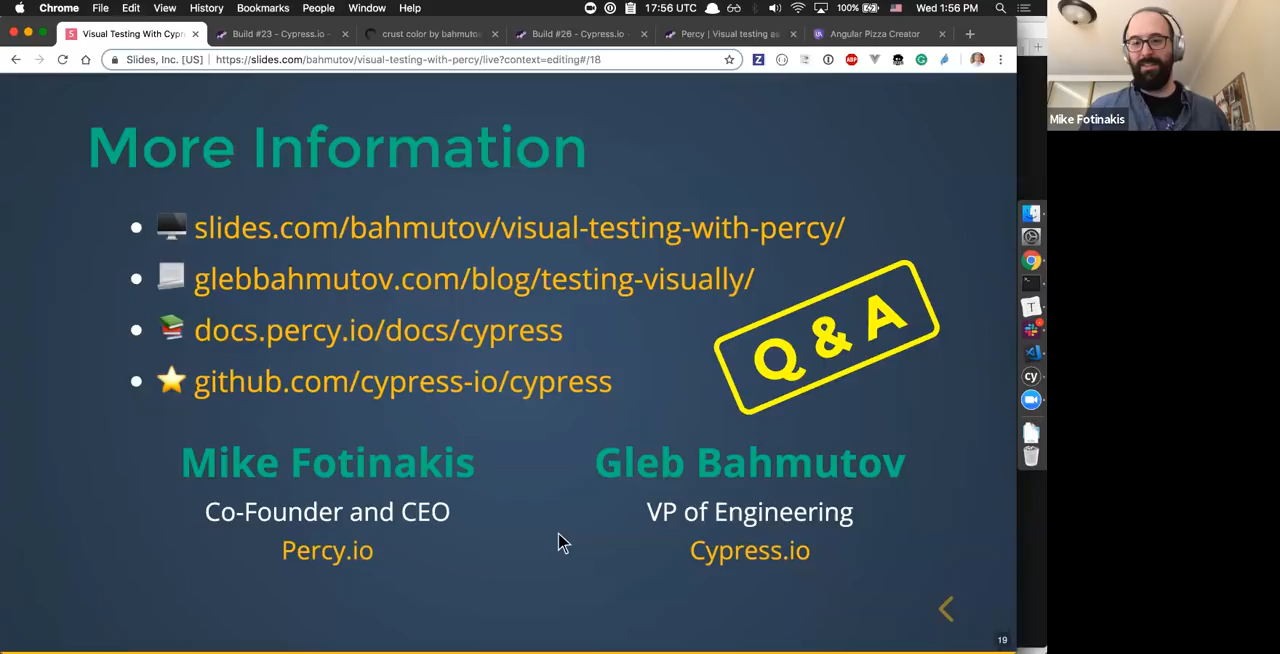 Chrome File Edit View History Bookmarks People Window Help 17:56 UTC 100% Wed 1:56 PM
S Visual Testing With Cypr Build #23 - Cypress.io - crust color by bahmutov Build #26 - Cypress.io - Percy | Visual testing as Angular Pizza Creator
Slides, Inc. [US] https://slides.com/bahmutov/visual-testing-with-percy/live?context=editing#/18 Z ABP
Mike Fotinakis
More Information
slides.com/bahmutov/visual-testing-with-percy/
glebbahmutov.com/blog/testing-visually/
docs.percy.io/docs/cypress
github.com/cypress-io/cypress
Q & A
Mike Fotinakis
Co-Founder and CEO
Percy.io
Gleb Bahmutov
VP of Engineering
Cypress.io
T
cy
19